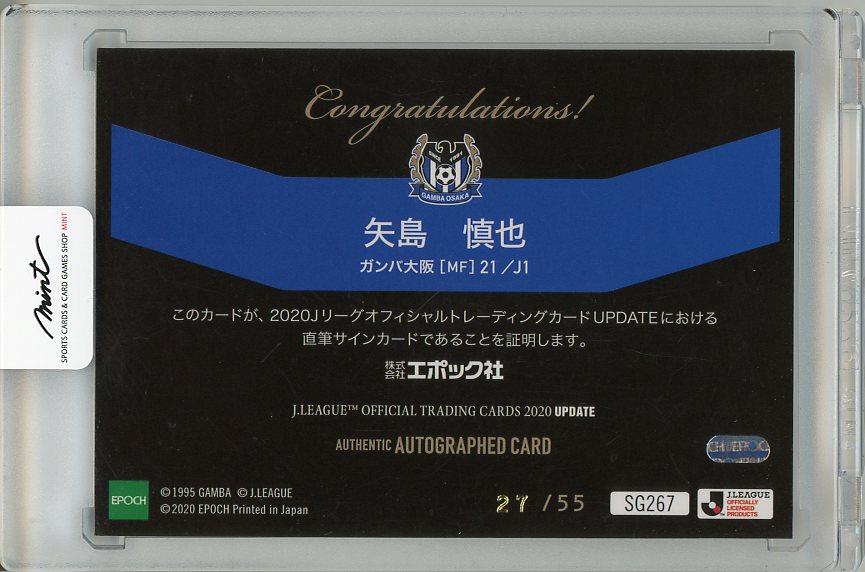 Congratulations!
SINCE 1991
GAMBA OSAKA
矢島 慎也
ガンバ大阪 [MF] 21 / J1
このカードが、2020JリーグオフィシャルトレーディングカードUPDATEにおける
直筆サインカードであることを証明します。
株式会社 エポック社
J.LEAGUE™ OFFICIAL TRADING CARDS 2020 UPDATE
AUTHENTIC AUTOGRAPHED CARD
EPOCH
©1995 GAMBA ©J.LEAGUE
©2020 EPOCH Printed in Japan
27 /55
SG267
J.LEAGUE
OFFICIALLY
LICENSED
PRODUCTS
mint
SPORTS CARDS & CARD GAMES SHOP MINT